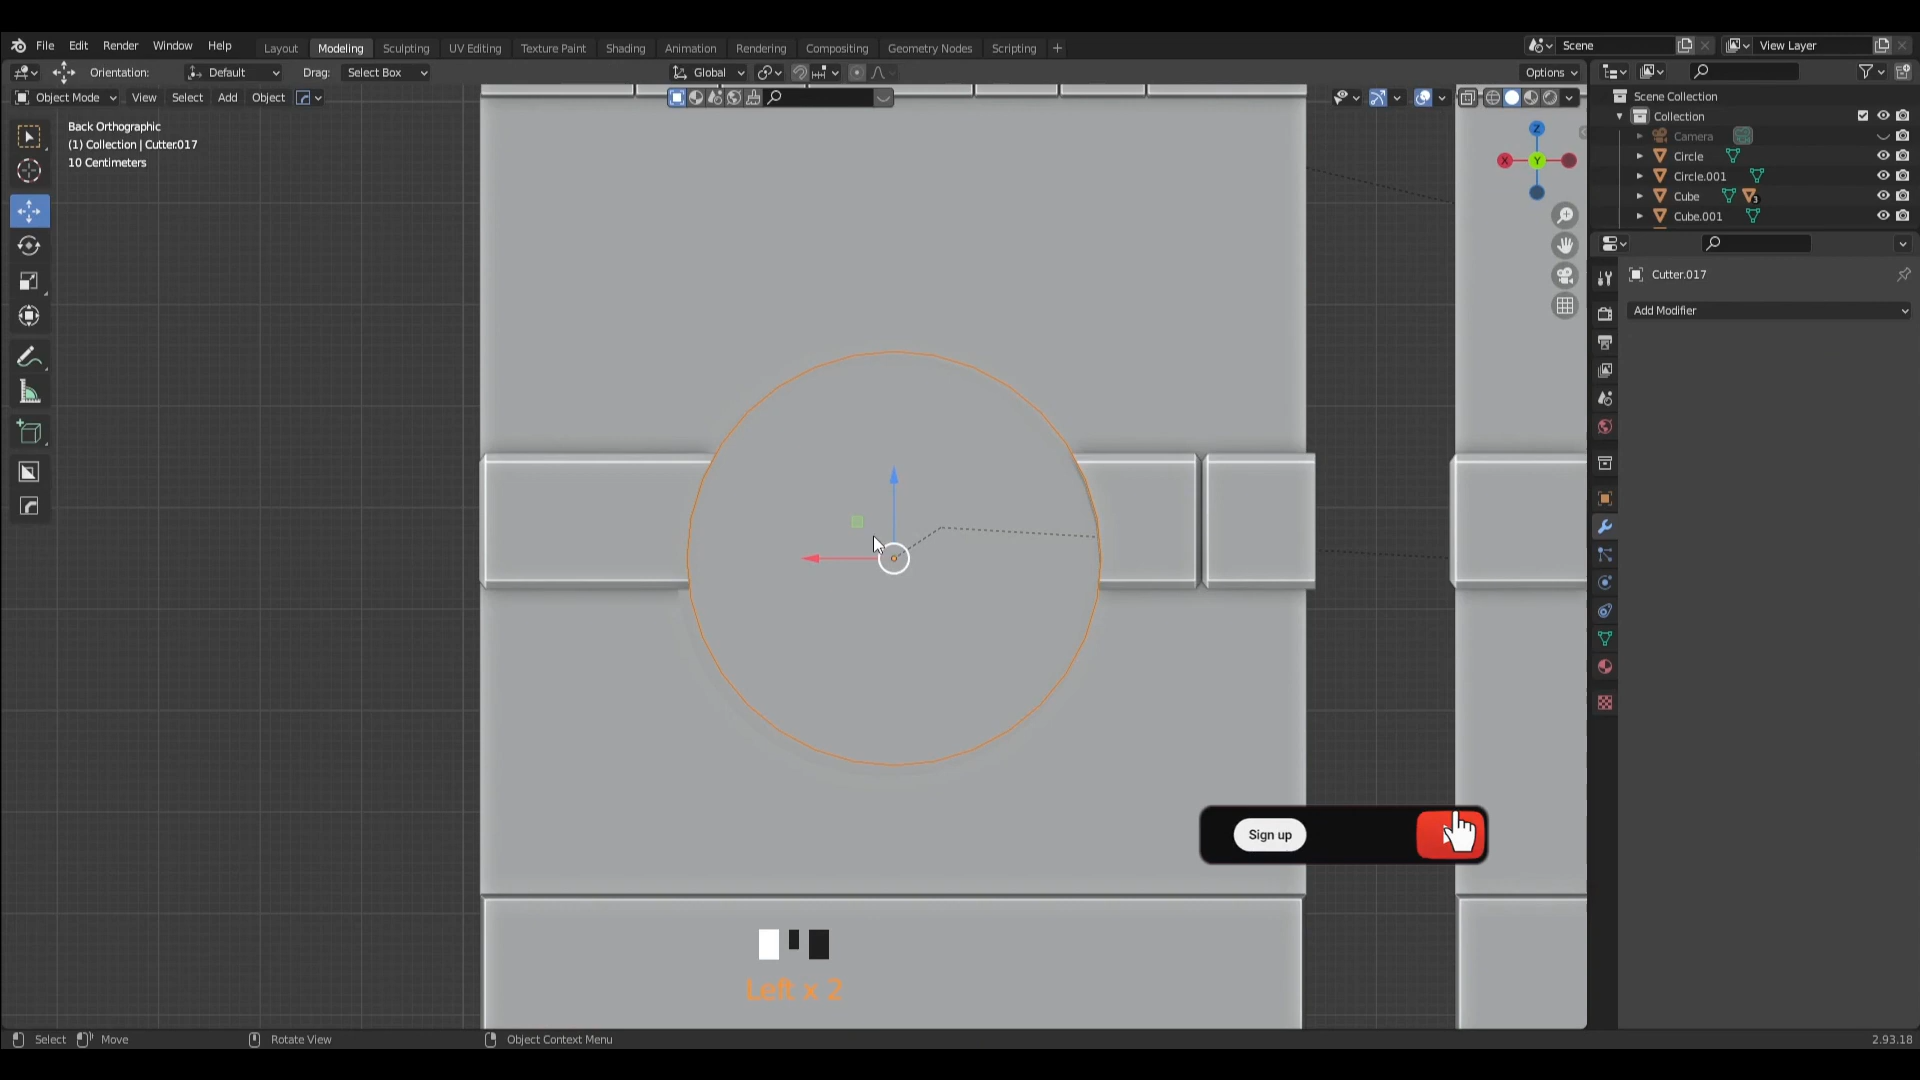 File Edit Render Window Help Layout Modeling Sculpting UV Editing Texture Paint Shading Animation Rendering Compositing Geometry Nodes Scripting + Scene View Layer
Orientation: Default Drag: Select Box Global Options
Object Mode View Select Add Object
Back Orthographic
(1) Collection | Cutter.017
10 Centimeters
Z
X
Y
Scene Collection
Collection
Camera
Circle
Circle.001
Cube
3
Cube.001
Cutter.017
Add Modifier
Sign up
Left x 2
Select Move Rotate View Object Context Menu 2.93.18